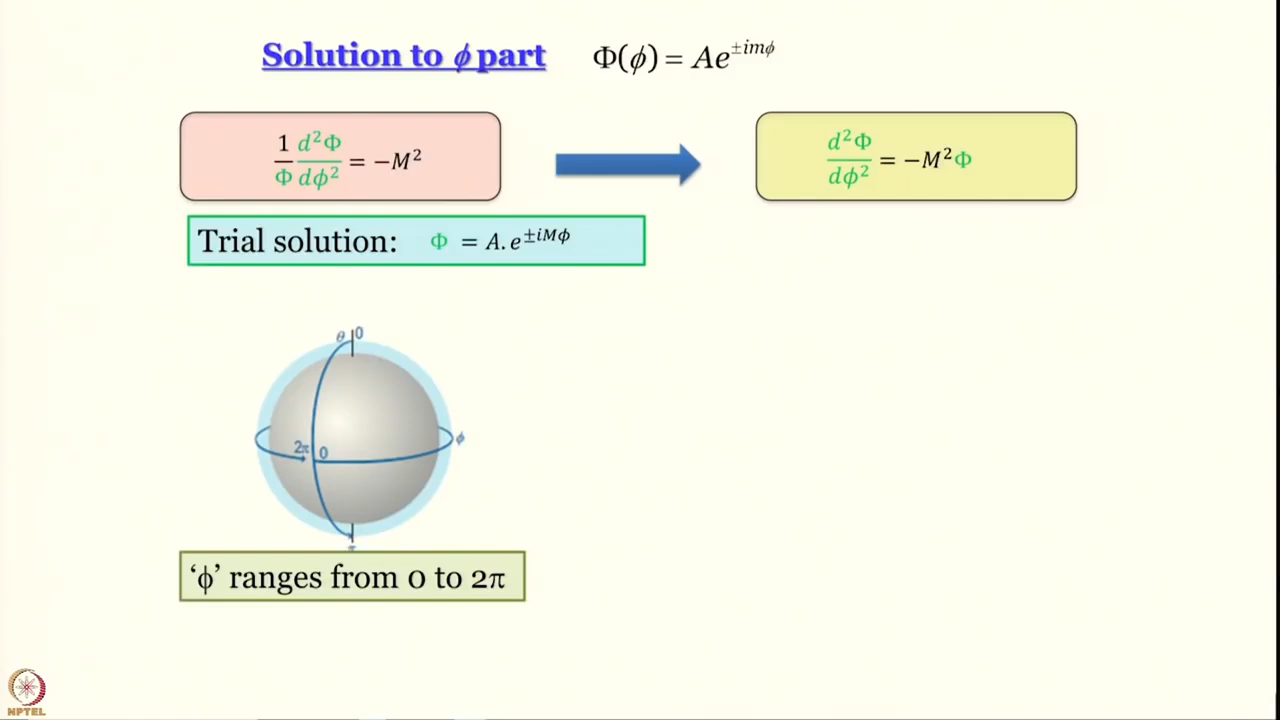 Solution to ϕ part Φ(ϕ) = Ae^{±imϕ}
1/Φ d²Φ/dϕ² = −M²
d²Φ/dϕ² = −M²Φ
Trial solution: Φ = A. e^{±iMϕ}
θ 0
2π 0 ϕ
π
‘ϕ’ ranges from 0 to 2π
NPTEL